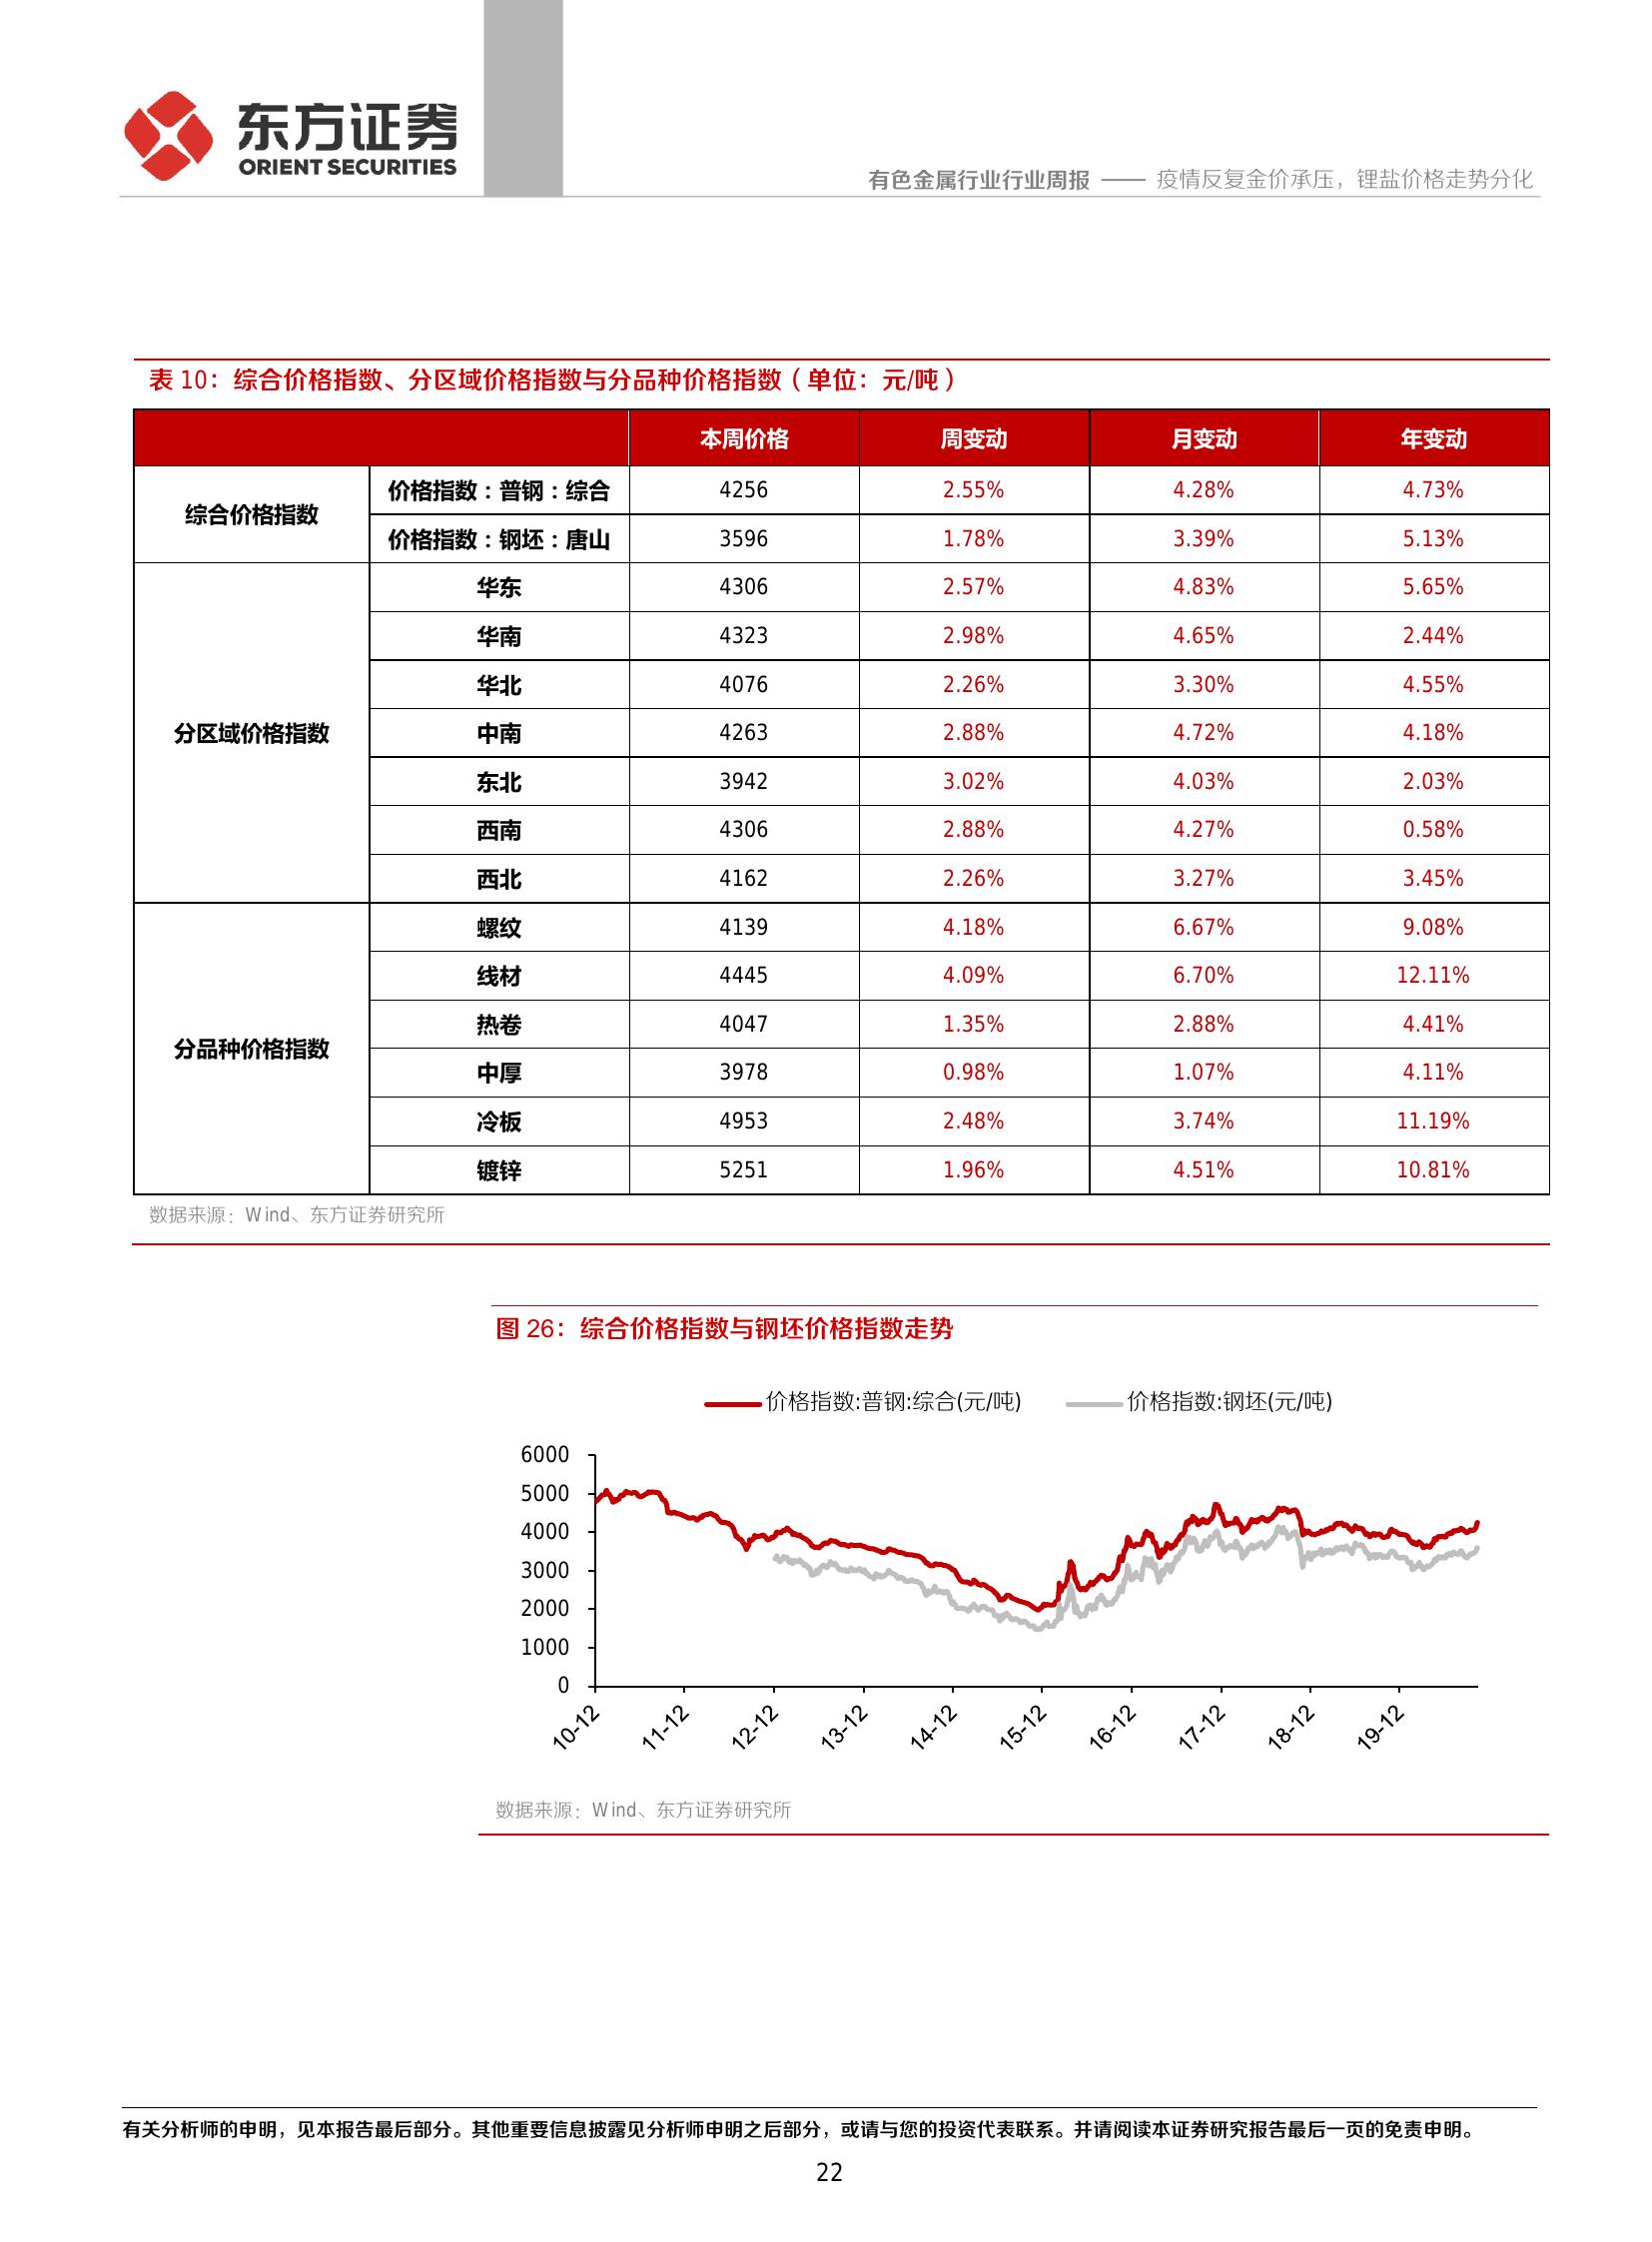 东方证券
ORIENT SECURITIES
有色金属行业行业周报 —— 疫情反复金价承压，锂盐价格走势分化
表 10：综合价格指数、分区域价格指数与分品种价格指数（单位：元/吨）
本周价格 周变动 月变动 年变动
综合价格指数 价格指数：普钢：综合 4256 2.55% 4.28% 4.73%
价格指数：钢坯：唐山 3596 1.78% 3.39% 5.13%
分区域价格指数 华东 4306 2.57% 4.83% 5.65%
华南 4323 2.98% 4.65% 2.44%
华北 4076 2.26% 3.30% 4.55%
中南 4263 2.88% 4.72% 4.18%
东北 3942 3.02% 4.03% 2.03%
西南 4306 2.88% 4.27% 0.58%
西北 4162 2.26% 3.27% 3.45%
分品种价格指数 螺纹 4139 4.18% 6.67% 9.08%
线材 4445 4.09% 6.70% 12.11%
热卷 4047 1.35% 2.88% 4.41%
中厚 3978 0.98% 1.07% 4.11%
冷板 4953 2.48% 3.74% 11.19%
镀锌 5251 1.96% 4.51% 10.81%
数据来源：Wind、东方证券研究所
图 26：综合价格指数与钢坯价格指数走势
价格指数:普钢:综合(元/吨) 价格指数:钢坯(元/吨)
6000
5000
4000
3000
2000
1000
0
10-12 11-12 12-12 13-12 14-12 15-12 16-12 17-12 18-12 19-12
数据来源：Wind、东方证券研究所
有关分析师的申明，见本报告最后部分。其他重要信息披露见分析师申明之后部分，或请与您的投资代表联系。并请阅读本证券研究报告最后一页的免责申明。
22